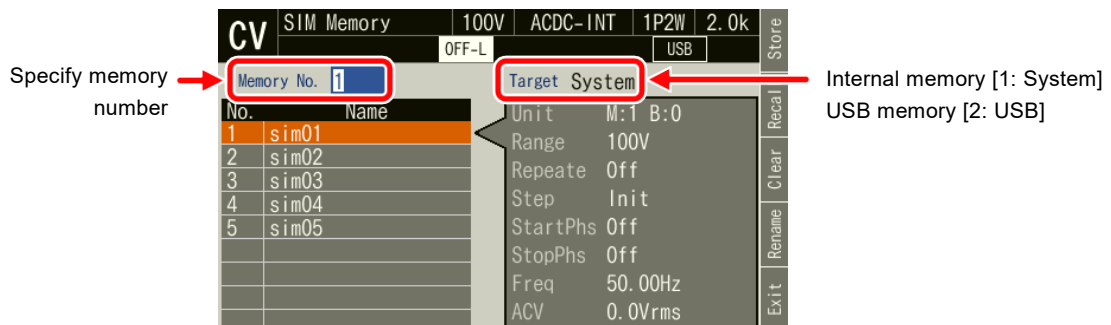 CV
SIM Memory 100V ACDC-INT 1P2W 2.0k
OFF-L USB
Specify memory
number
Memory No. 1
Target System
Internal memory [1: System]
USB memory [2: USB]
No. Name
1 sim01
2 sim02
3 sim03
4 sim04
5 sim05
Unit M:1 B:0
Range 100V
Repeate Off
Step Init
StartPhs Off
StopPhs Off
Freq 50.00Hz
ACV 0.0Vrms
Store
Recal
Clear
Rename
Exit